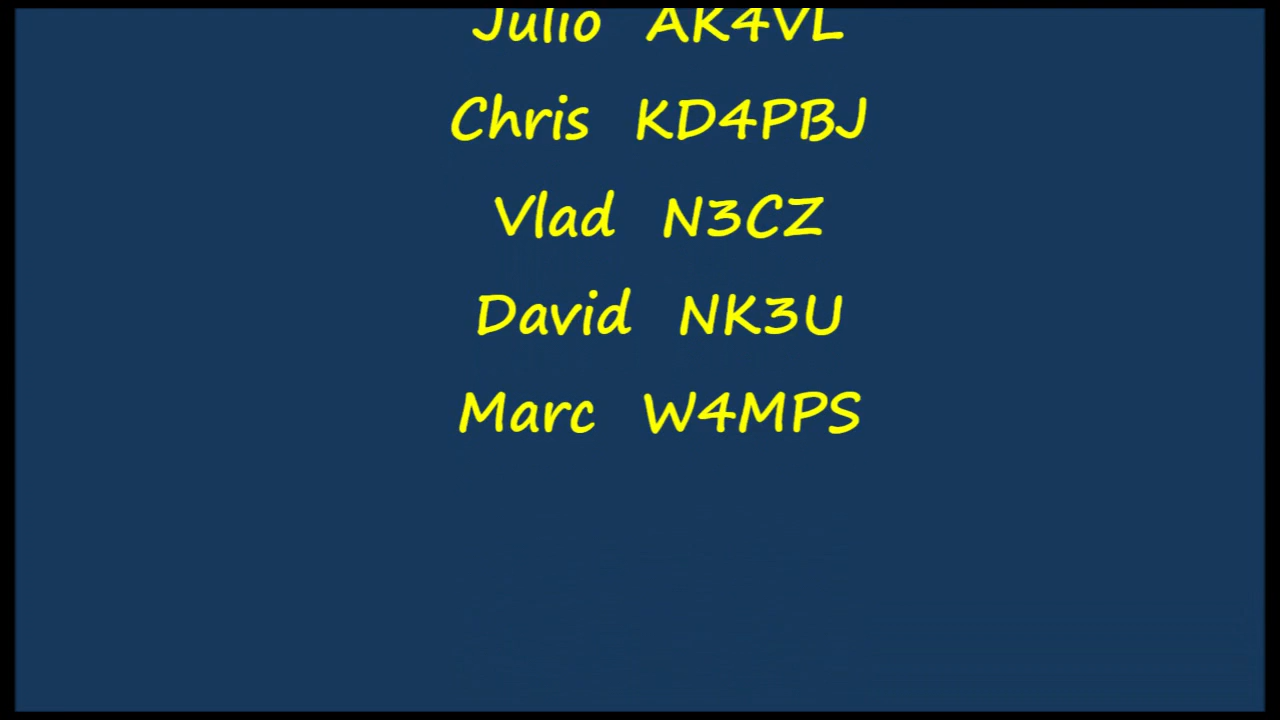 Julio AK4VL
Chris KD4PBJ
Vlad N3CZ
David NK3U
Marc W4MPS